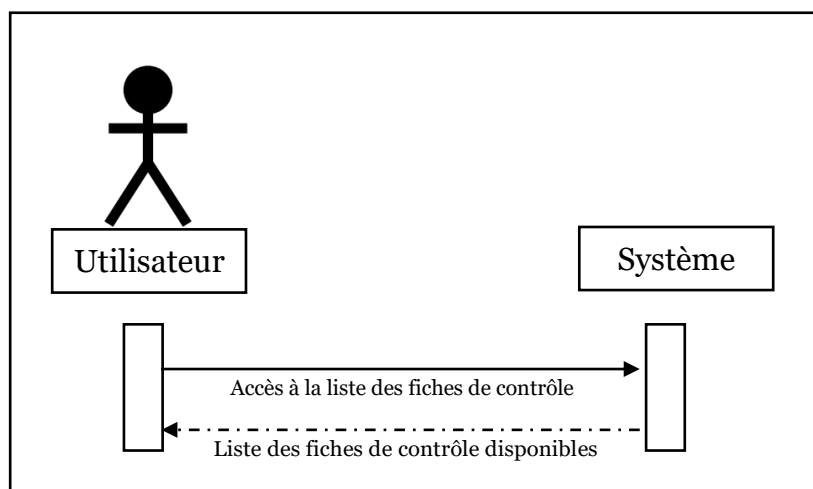 Utilisateur
Système
Accès à la liste des fiches de contrôle
Liste des fiches de contrôle disponibles